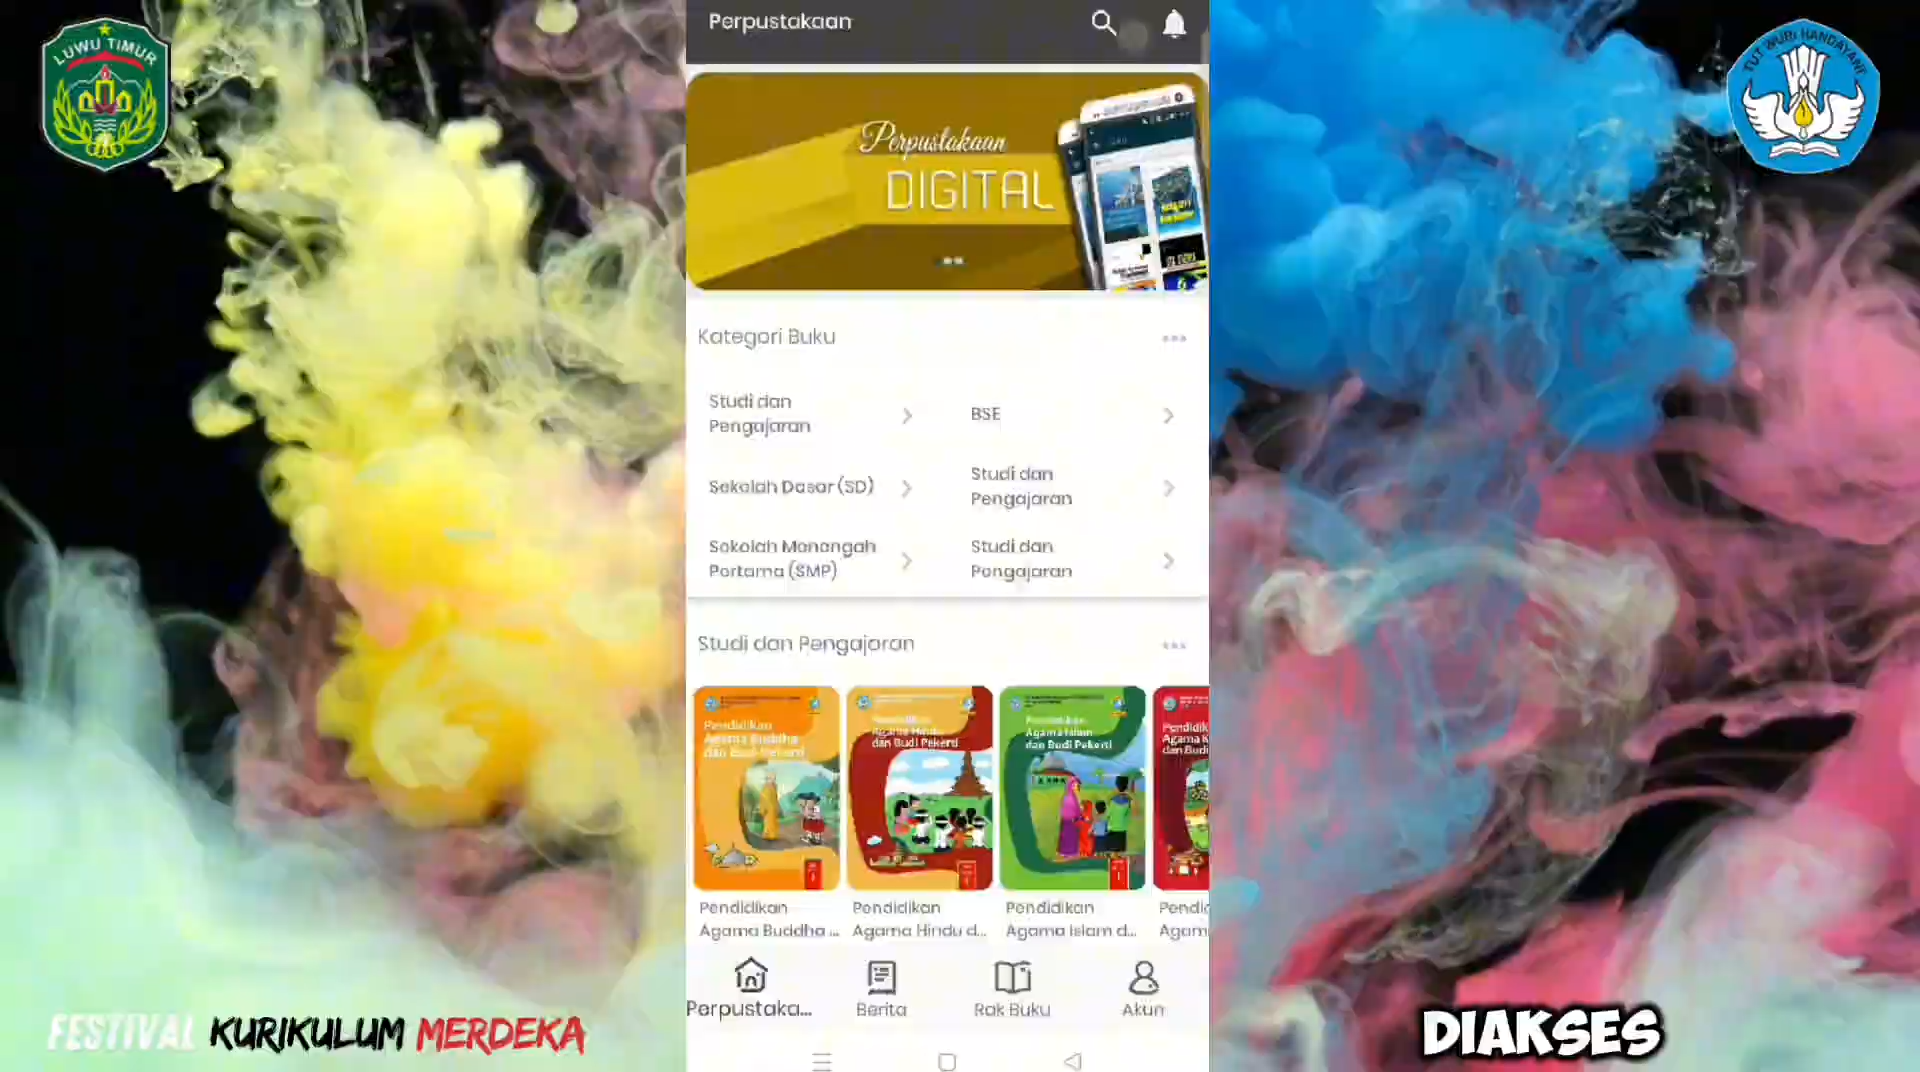 LUWU TIMUR
Perpustakaan
TUT WURI HANDAYANI
Perpustakaan
DIGITAL
Kategori Buku
Studi dan
Pengajaran
BSE
Sekolah Dasar (SD)
Studi dan
Pengajaran
Sekolah Menengah
Pertama (SMP)
Studi dan
Pengajaran
Studi dan Pengajaran
Pendidikan
Agama Buddha
dan Budi Pekerti
Pendidikan
Agama Hindu
dan Budi Pekerti
Pendidikan
Agama Islam
dan Budi Pekerti
Pendidikan
Agama Buddha ...
Pendidikan
Agama Hindu d...
Pendidikan
Agama Islam d...
Perpustaka...
Berita
Rak Buku
Akun
FESTIVAL KURIKULUM MERDEKA
DIAKSES